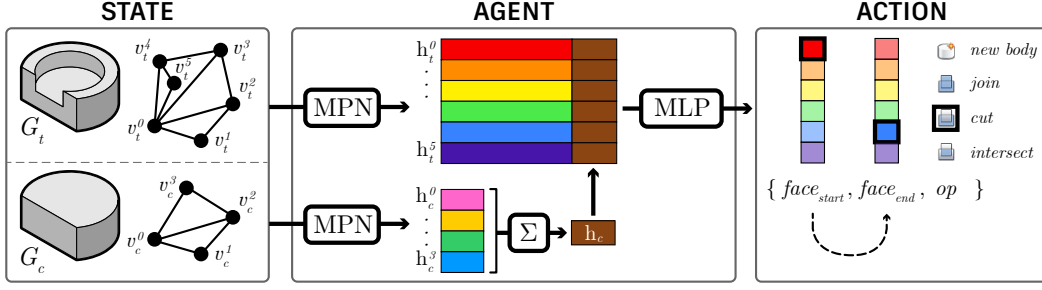 STATE
AGENT
ACTION
G_t
v_t^4
v_t^3
v_t^5
v_t^2
v_t^0
v_t^1
G_c
v_c^3
v_c^2
v_c^0
v_c^1
MPN
h_t^0
.
.
.
h_t^5
MLP
MPN
h_c^0
.
.
.
h_c^3
Σ
h_c
new body
join
cut
intersect
{ face_start, face_end, op }